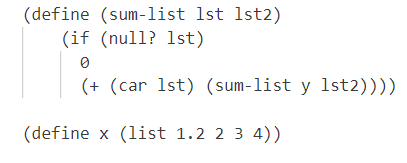 (define (sum-list lst lst2)
(if (null? lst)
0
(+ (car lst) (sum-list y lst2))))
(define x (list 1.2 2 3 4))